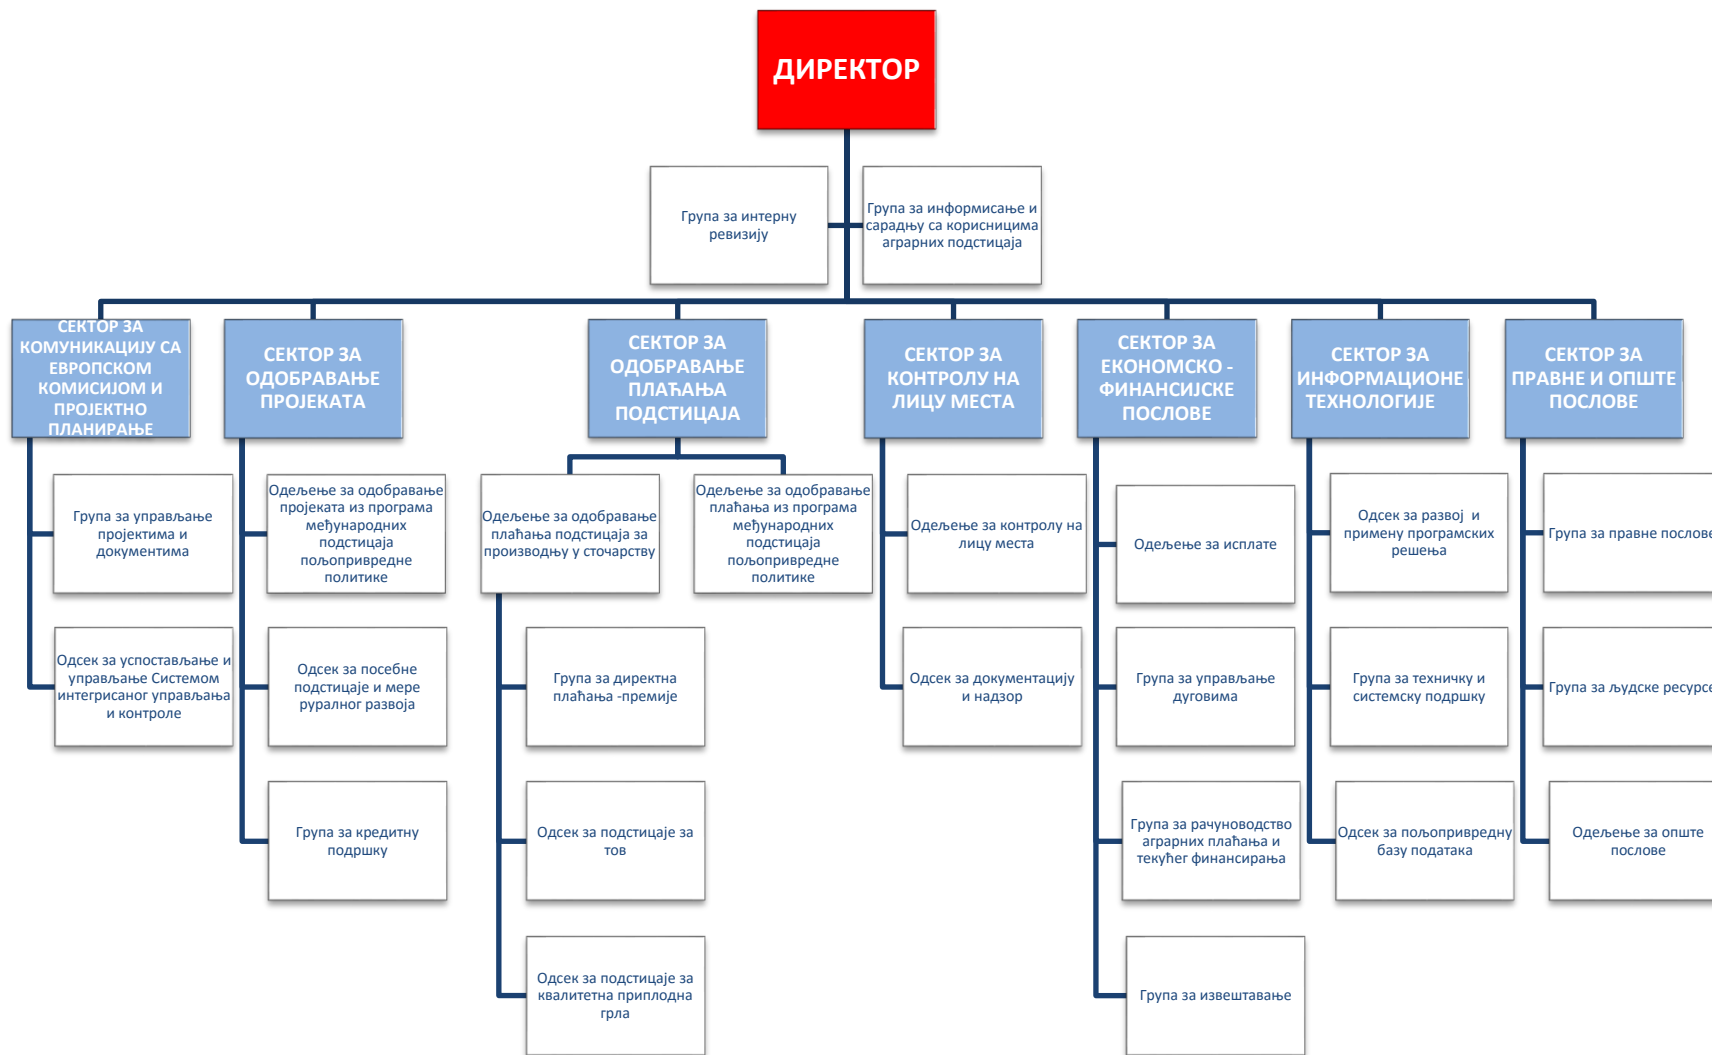 ДИРЕКТОР
Група за интерну
ревизију
Група за информисање и
сарадњу са корисницима
аграрних подстицаја
СЕКТОР ЗА
КОМУНИКАЦИЈУ СА
ЕВРОПСКОМ
КОМИСИЈОМ И
ПРОЈЕКТНО
ПЛАНИРАЊЕ
СЕКТОР ЗА
ОДОБРАВАЊЕ
ПРОЈЕКАТА
СЕКТОР ЗА
ОДОБРАВАЊЕ
ПЛАЋАЊА
ПОДСТИЦАЈА
СЕКТОР ЗА
КОНТРОЛУ НА
ЛИЦУ МЕСТА
СЕКТОР ЗА
ЕКОНОМСКО -
ФИНАНСИЈСКЕ
ПОСЛОВЕ
СЕКТОР ЗА
ИНФОРМАЦИОНЕ
ТЕХНОЛОГИЈЕ
СЕКТОР ЗА
ПРАВНЕ И ОПШТЕ
ПОСЛОВЕ
Група за управљање
пројектима и
документима
Одељење за одобравање
пројеката из програма
међународних
подстицаја
пољопривредне
политике
Одељење за одобравање
плаћања подстицаја за
производњу у сточарству
Одељење за одобравање
плаћања из програма
међународних
подстицаја
пољопривредне
политике
Одељење за контролу на
лицу места
Одељење за исплате
Одсек за развој и
примену програмских
решења
Група за правне послове
Одсек за успостављање и
управљање Системом
интегрисаног управљања
и контроле
Одсек за посебне
подстицаје и мере
руралног развоја
Група за директна
плаћања -премије
Одсек за документацију
и надзор
Група за управљање
дуговима
Група за техничку и
системску подршку
Група за људске ресурсе
Група за кредитну
подршку
Одсек за подстицаје за
тов
Група за рачуноводство
аграрних плаћања и
текућег финансирања
Одсек за пољопривредну
базу података
Одељење за опште
послове
Одсек за подстицаје за
квалитетна приплодна
грла
Група за извештавање